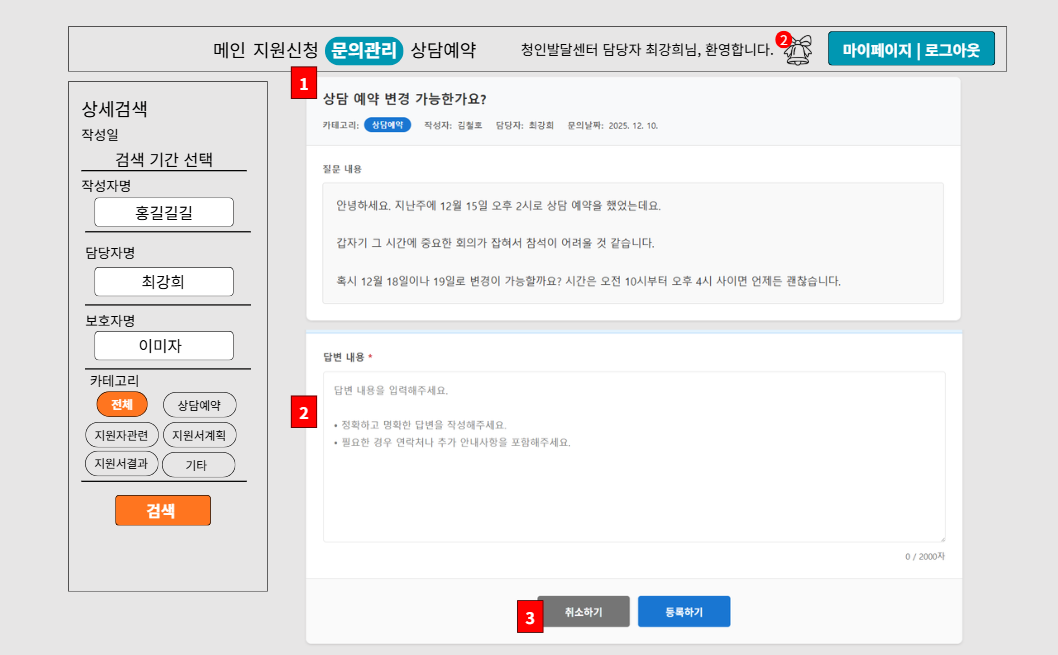 메인 지원신청 문의관리 상담예약 청인발달센터 담당자 최강희님, 환영합니다. 2 마이페이지 | 로그아웃
상세검색
작성일
검색 기간 선택
작성자명
홍길길길
담당자명
최강희
보호자명
이미자
카테고리
전체 상담예약
지원자관련 지원서계획
지원서결과 기타
검색
1
상담 예약 변경 가능한가요?
카테고리: 상담예약 작성자: 김철호 담당자: 최강희 문의날짜: 2025. 12. 10.
질문 내용
안녕하세요. 지난주에 12월 15일 오후 2시로 상담 예약을 했었는데요.
갑자기 그 시간에 중요한 회의가 잡혀서 참석이 어려울 것 같습니다.
혹시 12월 18일이나 19일로 변경이 가능할까요? 시간은 오전 10시부터 오후 4시 사이면 언제든 괜찮습니다.
답변 내용 *
2
답변 내용을 입력해주세요.
• 정확하고 명확한 답변을 작성해주세요.
• 필요한 경우 연락처나 추가 안내사항을 포함해주세요.
0 / 2000자
3
취소하기 등록하기